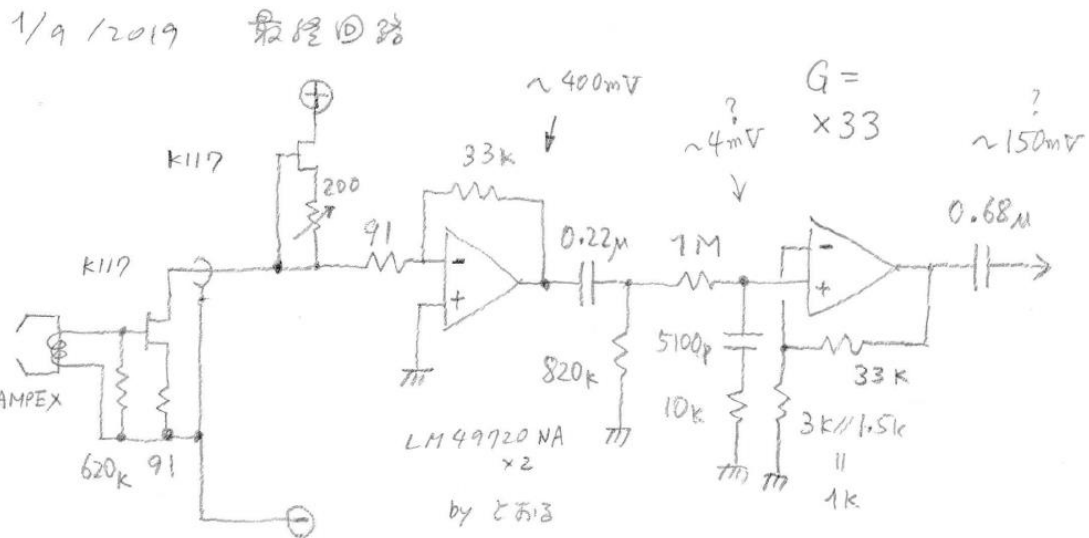 1/9/2019 最終回路
~400mV
G =
×33
?
~4mV
?
~150mV
K117
200
33k
91
0.22μ
1M
0.68μ
K117
AMPEX
620k
91
820k
5100p
10k
33k
3k//1.5k
||
1k
LM49720NA
×2
by とおる